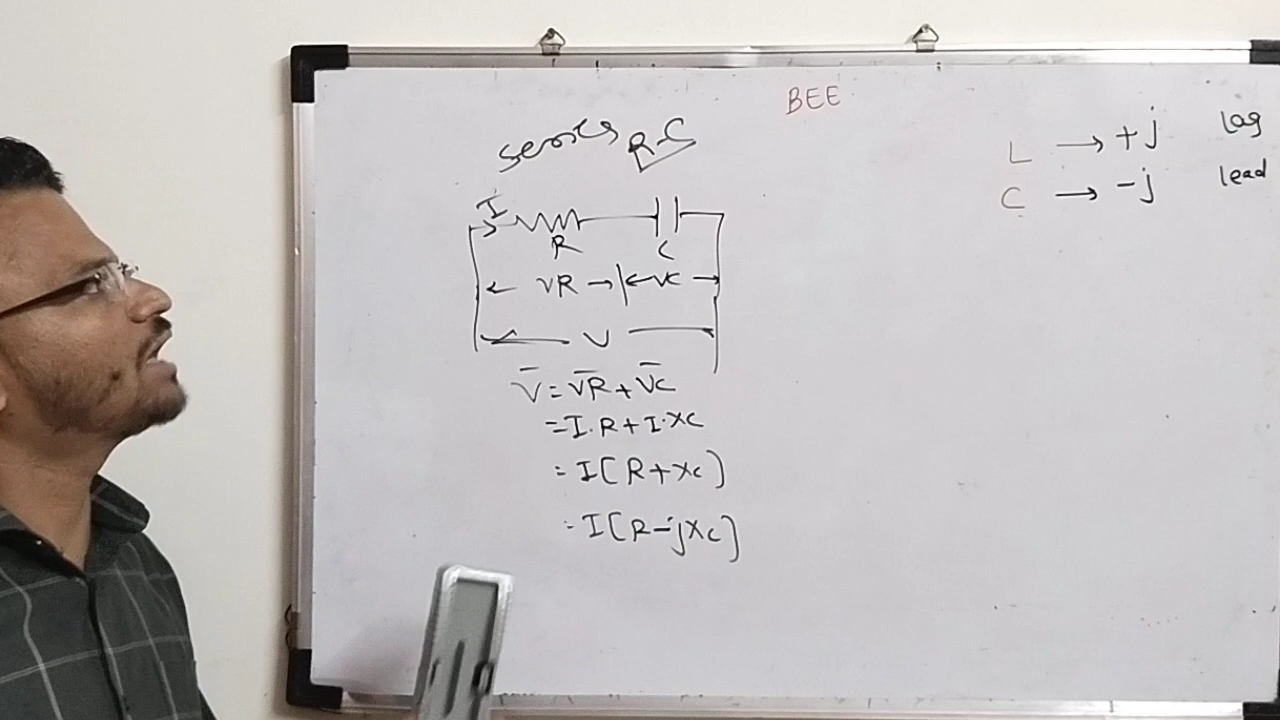 BEE
series R-C
I
R C
VR VC
V
V̅ = V̅R + V̅C
= I.R + I.XC
= I[R+XC]
= I[R-jXC]
L → +j lag
C → -j lead